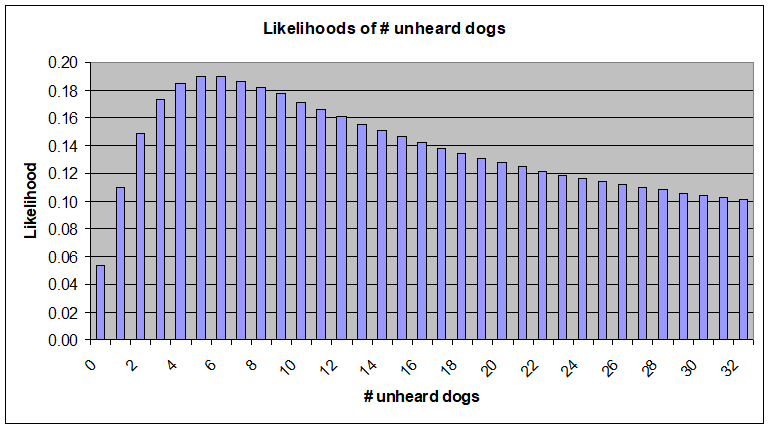 Likelihoods of # unheard dogs
0.20
0.18
0.16
0.14
0.12
0.10
0.08
0.06
0.04
0.02
0.00
Likelihood
0 2 4 6 8 10 12 14 16 18 20 22 24 26 28 30 32
# unheard dogs